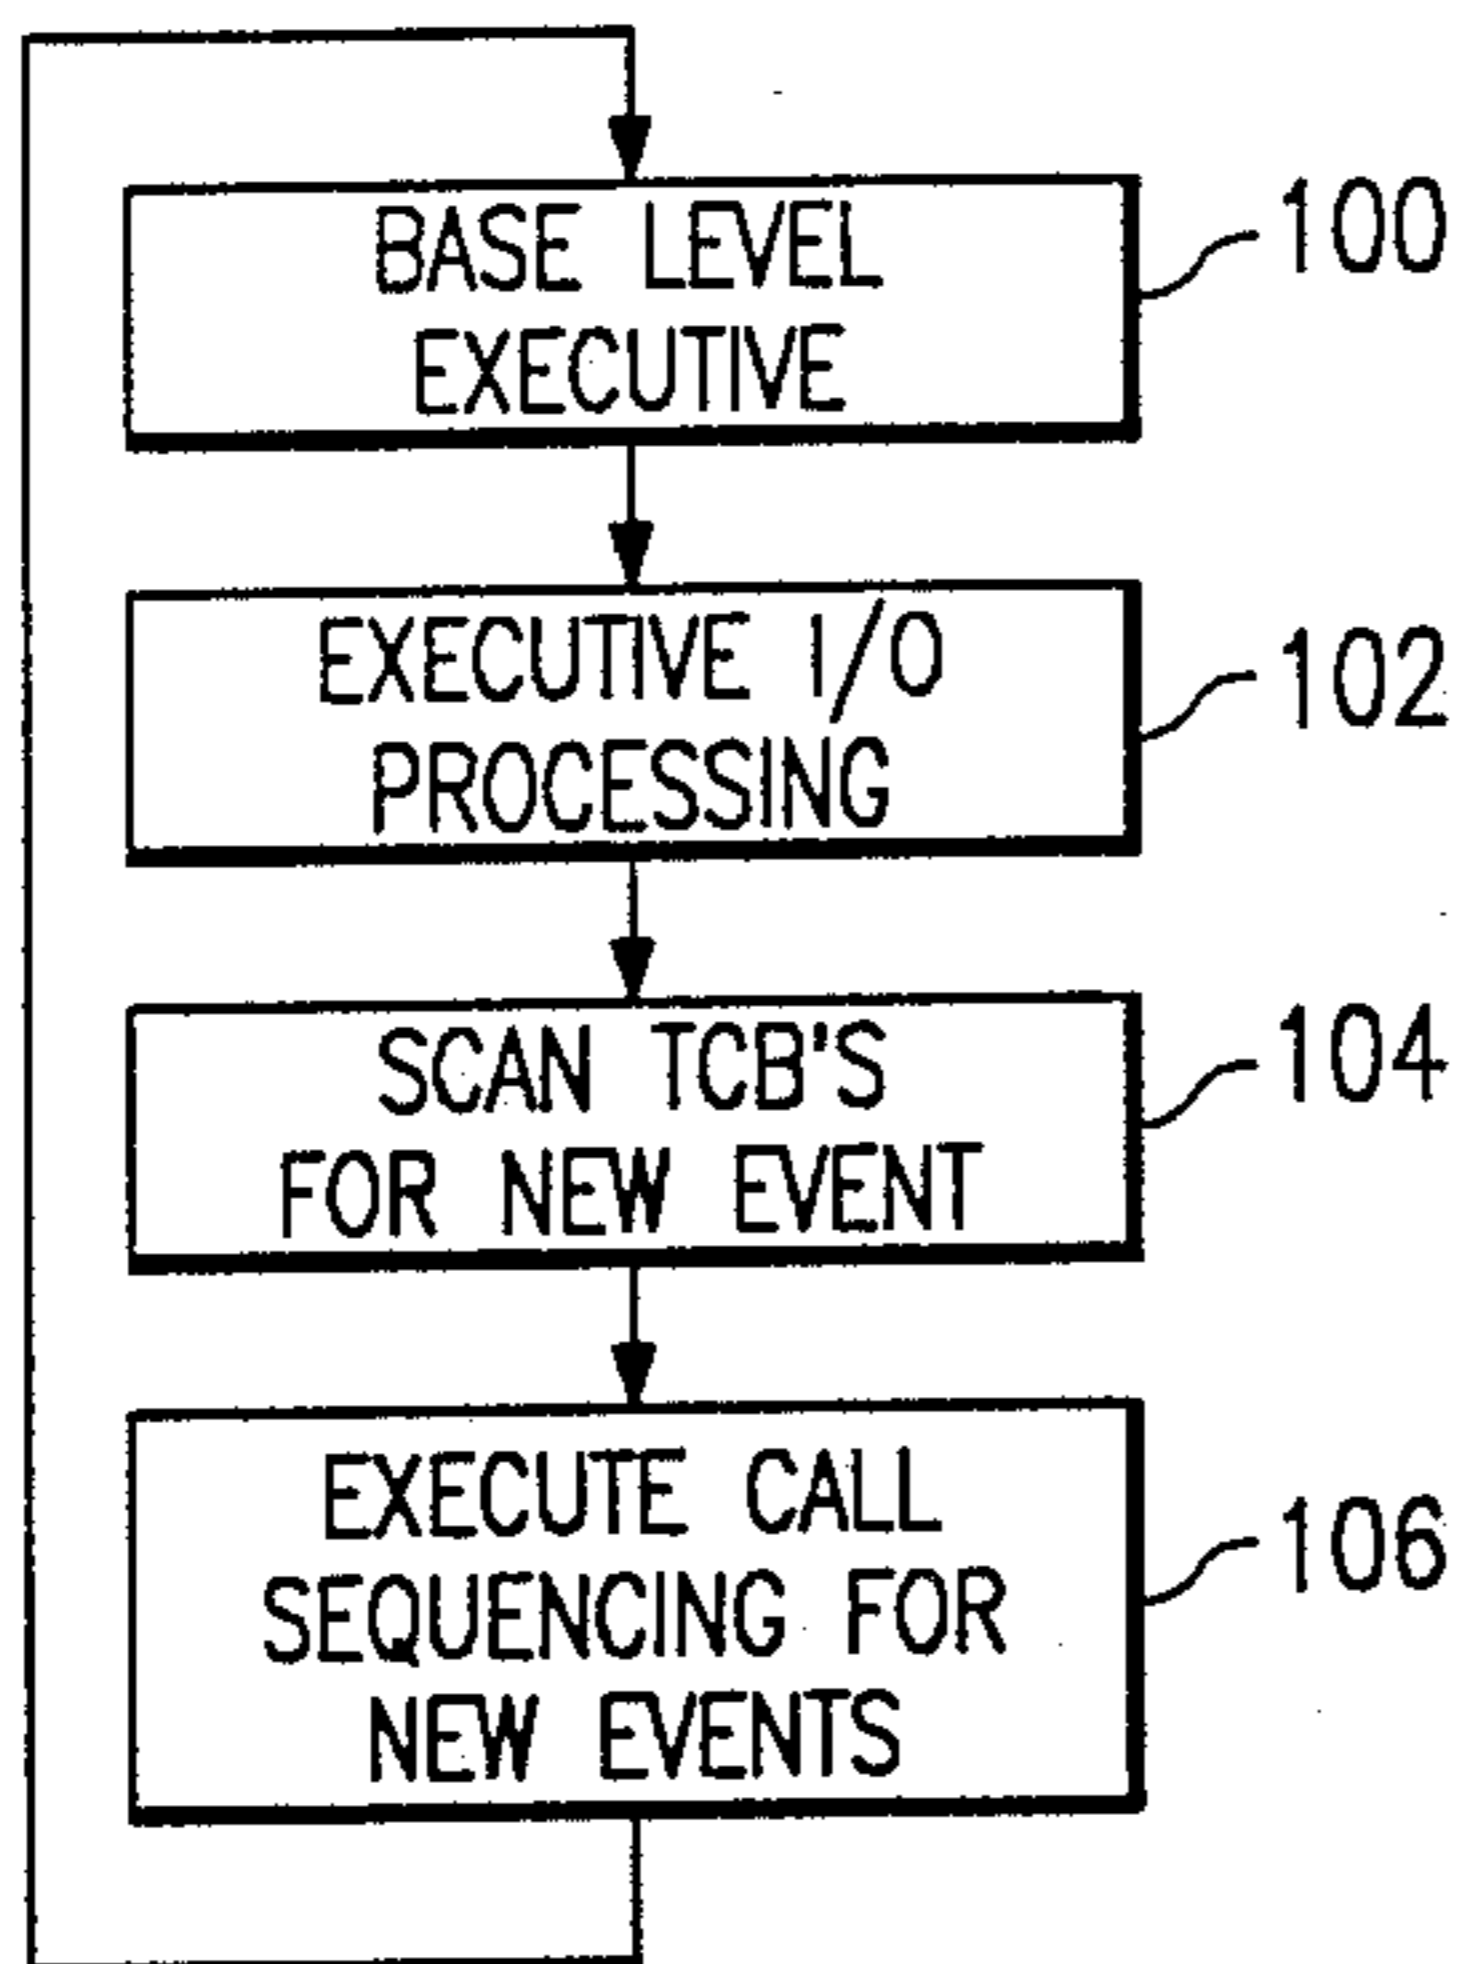 BASE LEVEL
EXECUTIVE
100
EXECUTIVE I/O
PROCESSING
102
SCAN TCB'S
FOR NEW EVENT
104
EXECUTE CALL
SEQUENCING FOR
NEW EVENTS
106